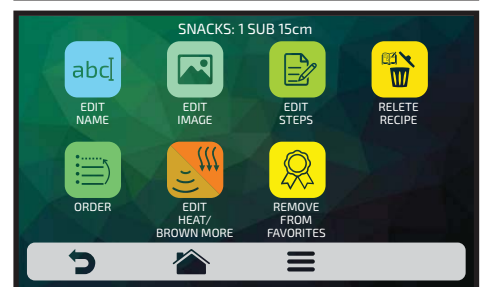 SNACKS: 1 SUB 15cm
abc
EDIT
NAME
EDIT
IMAGE
EDIT
STEPS
RELETE
RECIPE
ORDER
EDIT
HEAT/
BROWN MORE
REMOVE
FROM
FAVORITES